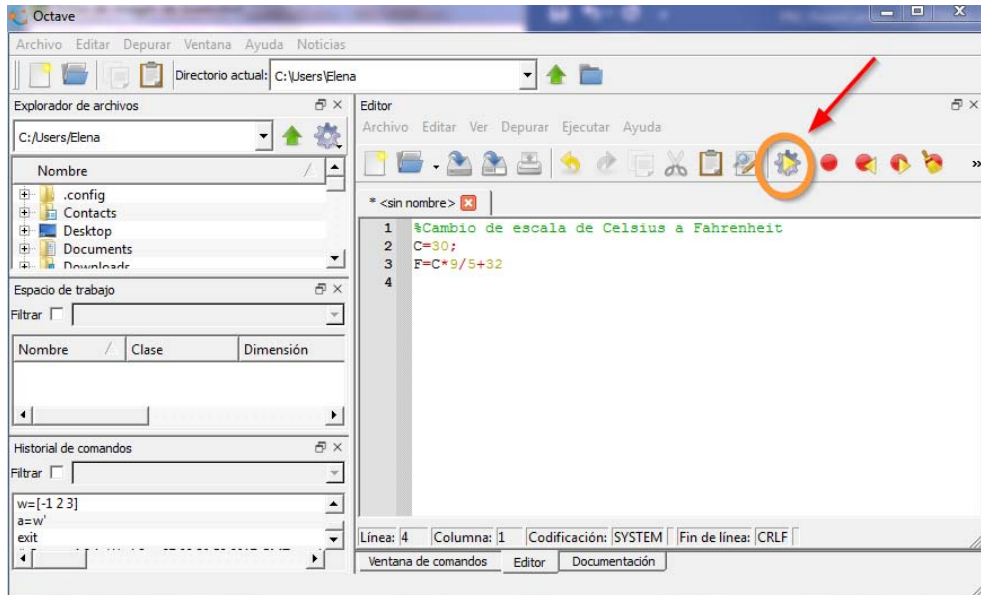 Octave
Archivo Editar Depurar Ventana Ayuda Noticias
Directorio actual: C:\Users\Elena
Explorador de archivos
C:/Users/Elena
Nombre
.config
Contacts
Desktop
Documents
Downloads
Espacio de trabajo
Filtrar
Nombre Clase Dimensión
Historial de comandos
Filtrar
w=[-1 2 3]
a=w'
exit
Editor
Archivo Editar Ver Depurar Ejecutar Ayuda
* <sin nombre>
1 %Cambio de escala de Celsius a Fahrenheit
2 C=30;
3 F=C*9/5+32
4
Línea: 4 Columna: 1 Codificación: SYSTEM Fin de línea: CRLF
Ventana de comandos Editor Documentación